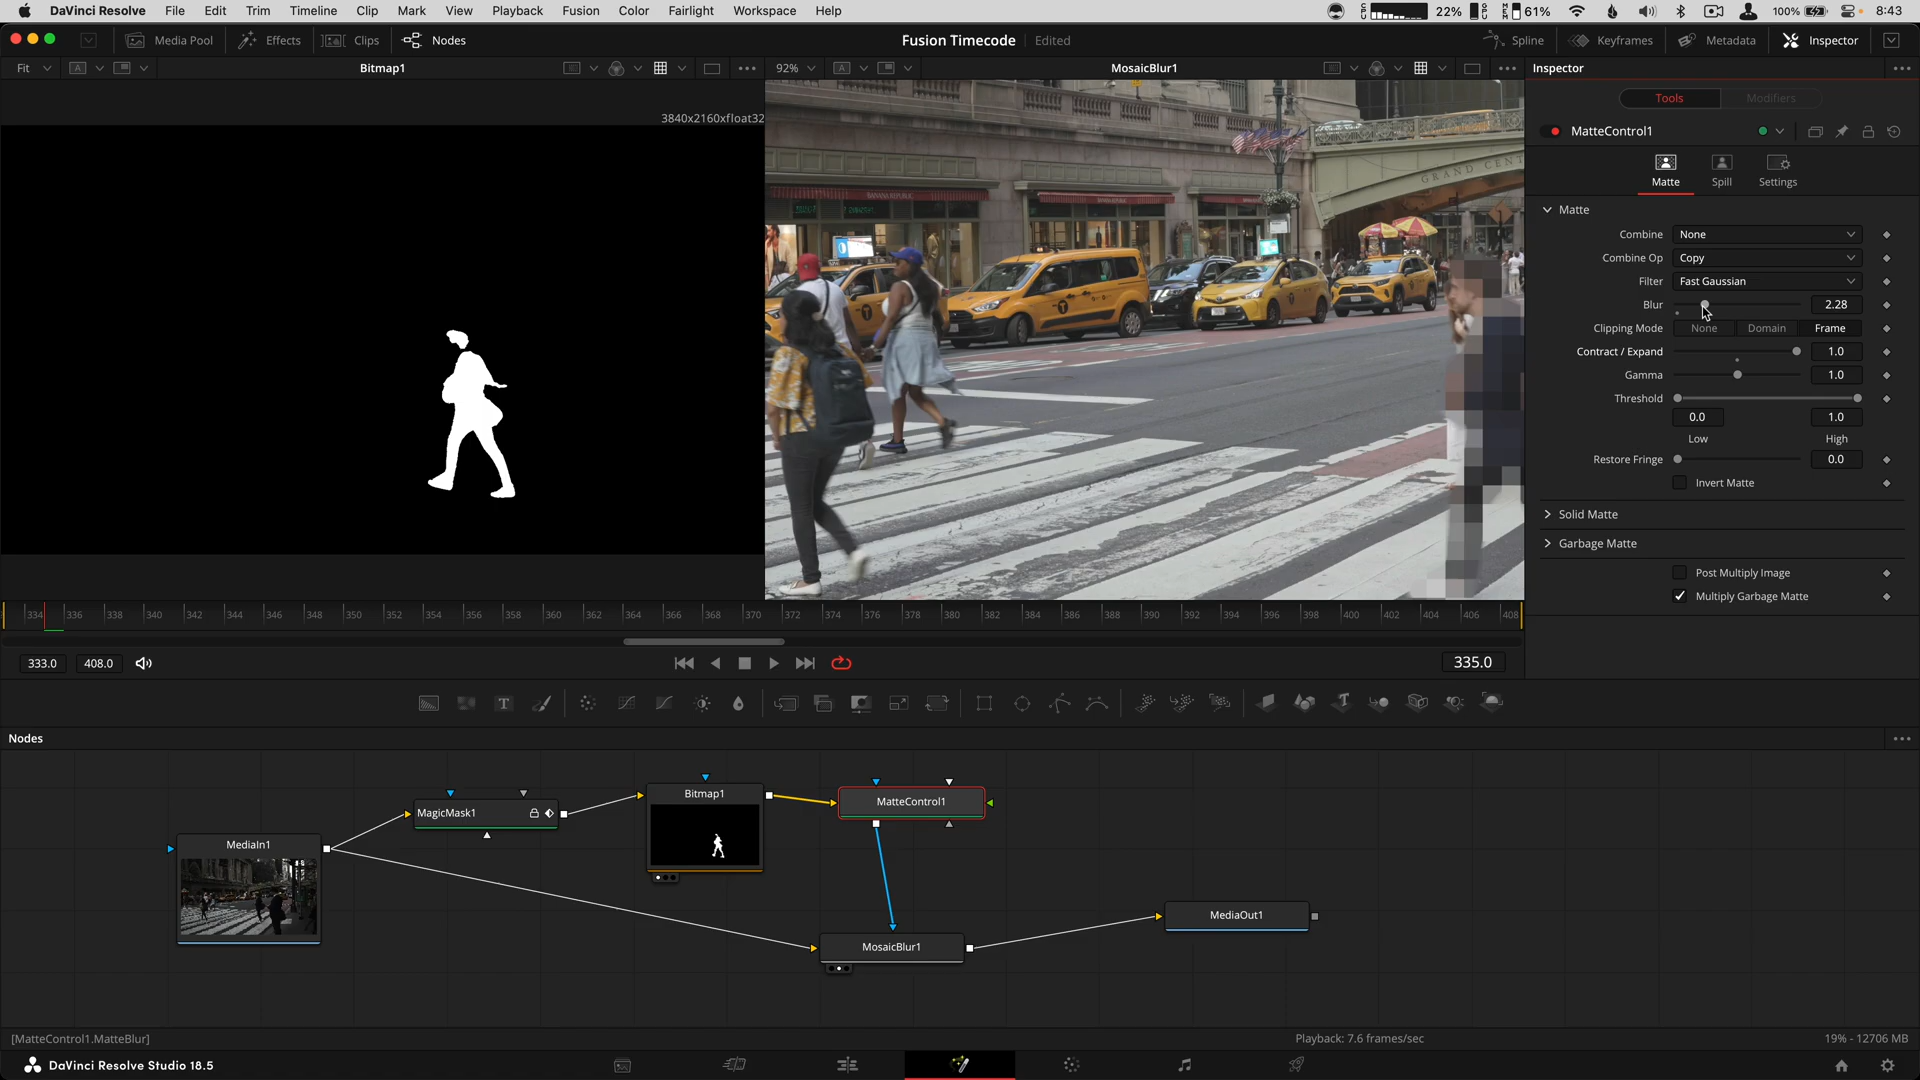 DaVinci Resolve File Edit Trim Timeline Clip Mark View Playback Fusion Color Fairlight Workspace Help 22% 61% 100% 8:43
Media Pool Effects Clips Nodes Fusion Timecode Edited Spline Keyframes Metadata Inspector
Fit Bitmap1 92% MosaicBlur1 Inspector
3840x2160xfloat32
GRAND CEN
BANANA REPUBLIC
Tools Modifiers
MatteControl1
Matte Spill Settings
Matte
Combine None
Combine Op Copy
Filter Fast Gaussian
Blur 2.28
Clipping Mode None Domain Frame
Contract / Expand 1.0
Gamma 1.0
Threshold
0.0 1.0
Low High
Restore Fringe 0.0
Invert Matte
Solid Matte
Garbage Matte
Post Multiply Image
Multiply Garbage Matte
334 336 338 340 342 344 346 348 350 352 354 356 358 360 362 364 366 368 370 372 374 376 378 380 382 384 386 388 390 392 394 396 398 400 402 404 406 408
333.0 408.0 335.0
Nodes
MediaIn1
MagicMask1
Bitmap1
MatteControl1
MosaicBlur1
MediaOut1
[MatteControl1.MatteBlur] Playback: 7.6 frames/sec 19% - 12706 MB
DaVinci Resolve Studio 18.5